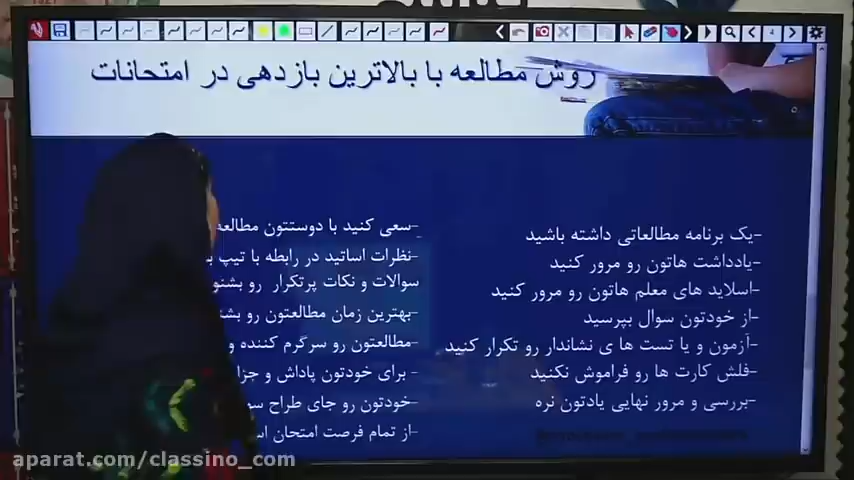 روش مطالعه با بالاترین بازدهی در امتحانات
-یک برنامه مطالعاتی داشته باشید
-یادداشت هاتون رو مرور کنید
-اسلاید های معلم هاتون رو مرور کنید
-از خودتون سوال بپرسید
-آزمون و یا تست ها ی نشاندار رو تکرار کنید
-فلش کارت ها رو فراموش نکنید
-بررسی و مرور نهایی یادتون نره
-سعی کنید با دوستتون مطالعه
-نظرات اساتید در رابطه با تیپ
سوالات و نکات پرتکرار رو
-بهترین زمان مطالعتون رو
-مطالعتون رو سرگرم کننده و
- برای خودتون پاداش و
-خودتون رو جای طراح
-از تمام فرصت امتحان
aparat.com/classino_com